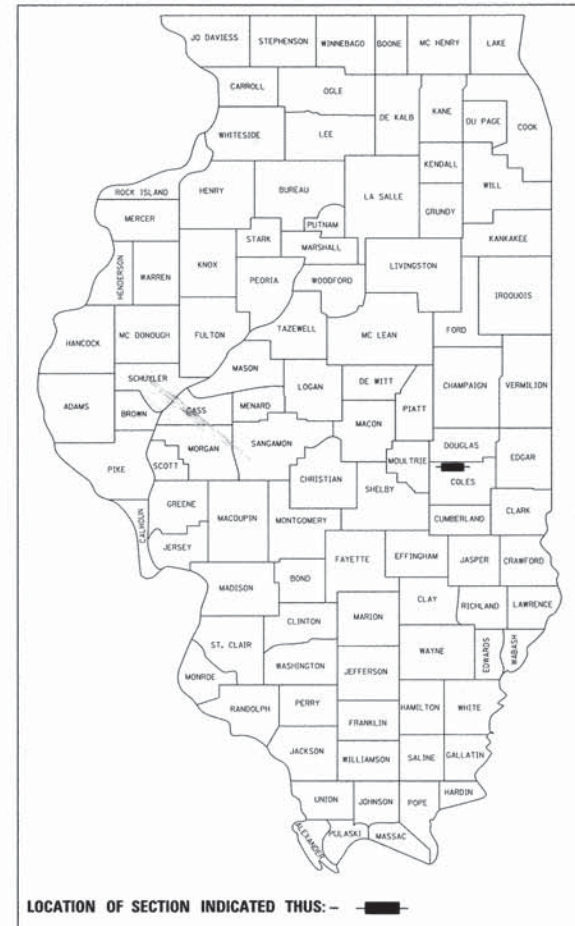 JO DAVIESS STEPHENSON WINNEBAGO BOONE MC HENRY LAKE
CARROLL OGLE DE KALB KANE DU PAGE COOK
WHITESIDE LEE
KENDALL
ROCK ISLAND HENRY BUREAU LA SALLE GRUNDY WILL
MERCER PUTNAM
KANKAKEE
STARK MARSHALL
HENDERSON WARREN KNOX PEORIA WOODFORD LIVINGSTON IROQUOIS
FORD
HANCOCK MC DONOUGH FULTON TAZEWELL MC LEAN
MASON
SCHUYLER LOGAN DE WITT CHAMPAIGN VERMILION
ADAMS BROWN CASS MENARD MACON PIATT
MORGAN SANGAMON MOULTRIE DOUGLAS EDGAR
PIKE SCOTT CHRISTIAN SHELBY COLES
GREENE MACOUPIN MONTGOMERY CUMBERLAND CLARK
CALHOUN JERSEY FAYETTE EFFINGHAM JASPER CRAWFORD
MADISON BOND CLAY RICHLAND LAWRENCE
CLINTON MARION
ST. CLAIR WAYNE EDWARDS WABASH
WASHINGTON JEFFERSON
MONROE
RANDOLPH PERRY HAMILTON WHITE
FRANKLIN
JACKSON WILLIAMSON SALINE GALLATIN
UNION JOHNSON POPE HARDIN
ALEXANDER PULASKI MASSAC
LOCATION OF SECTION INDICATED THUS: -